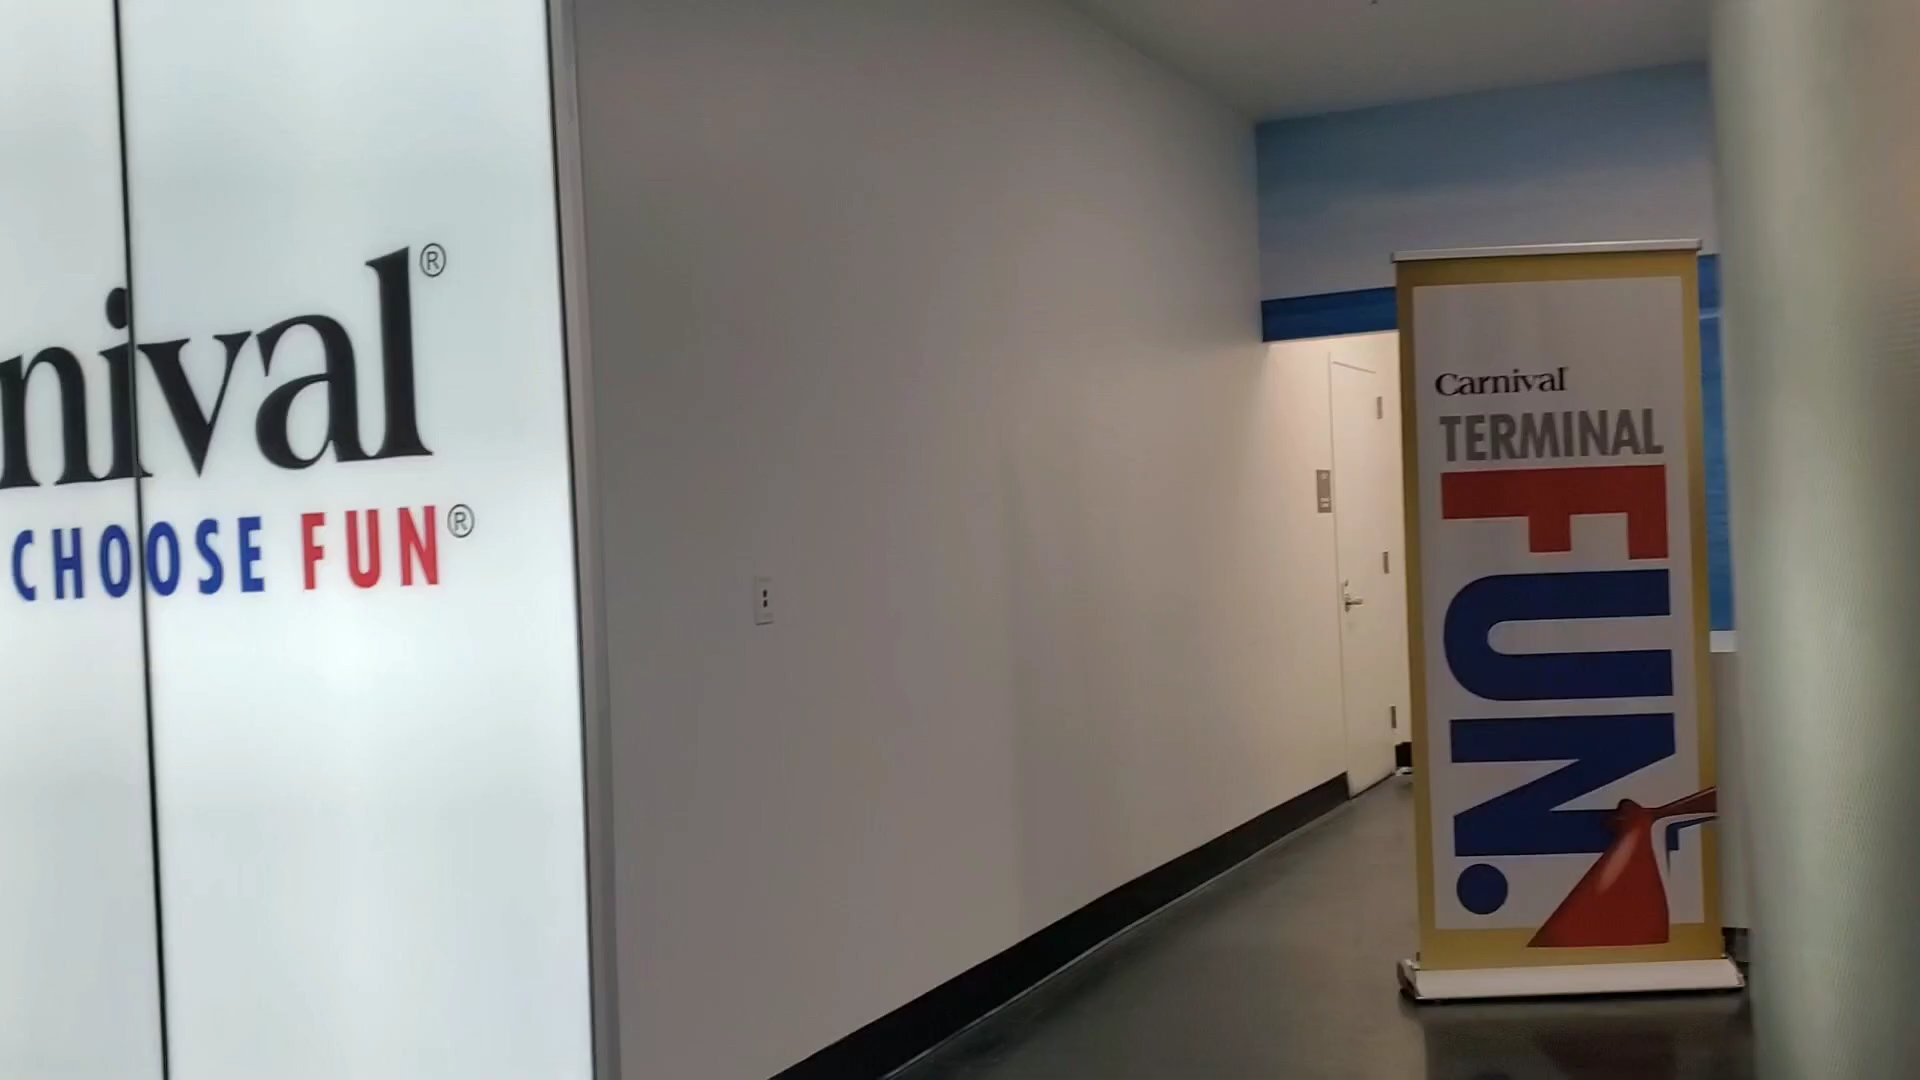 nival®
CHOOSE FUN®
Carnival
TERMINAL
FUN.